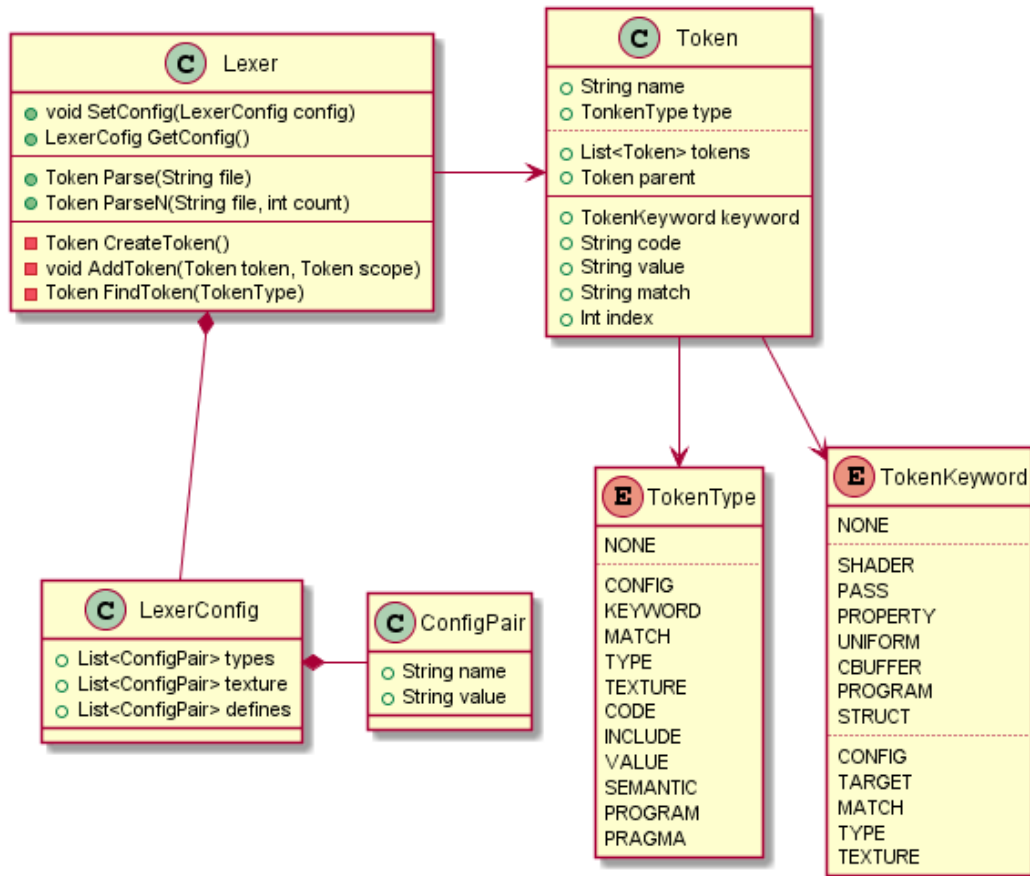 C Lexer
void SetConfig(LexerConfig config)
LexerCofig GetConfig()
Token Parse(String file)
Token ParseN(String file, int count)
Token CreateToken()
void AddToken(Token token, Token scope)
Token FindToken(TokenType)
C Token
String name
TonkenType type
List<Token> tokens
Token parent
TokenKeyword keyword
String code
String value
String match
Int index
C LexerConfig
List<ConfigPair> types
List<ConfigPair> texture
List<ConfigPair> defines
C ConfigPair
String name
String value
E TokenType
NONE
CONFIG
KEYWORD
MATCH
TYPE
TEXTURE
CODE
INCLUDE
VALUE
SEMANTIC
PROGRAM
PRAGMA
E TokenKeyword
NONE
SHADER
PASS
PROPERTY
UNIFORM
CBUFFER
PROGRAM
STRUCT
CONFIG
TARGET
MATCH
TYPE
TEXTURE